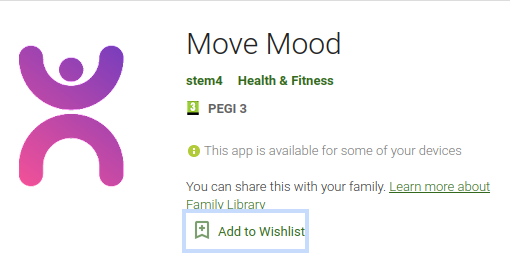 Move Mood
stem4 Health & Fitness
3 PEGI 3
This app is available for some of your devices
You can share this with your family. Learn more about
Family Library
Add to Wishlist